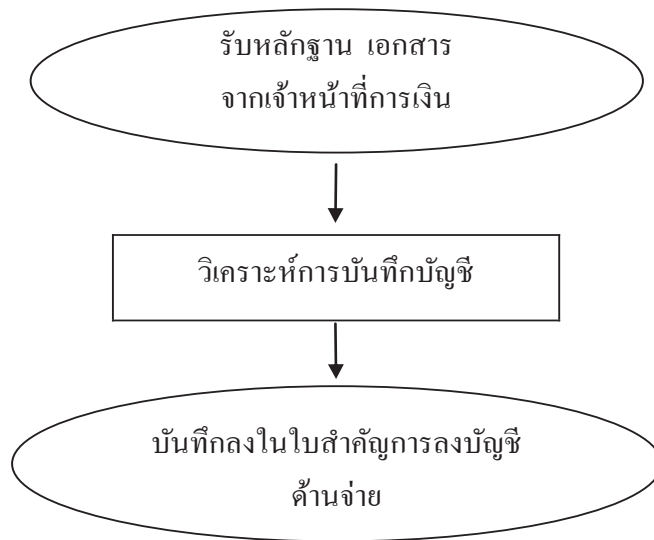 รับหลักฐาน เอกสาร
จากเจ้าหน้าที่การเงิน
วิเคราะห์การบันทึกบัญชี
บันทึกลงในใบสำคัญการลงบัญชี
ด้านจ่าย